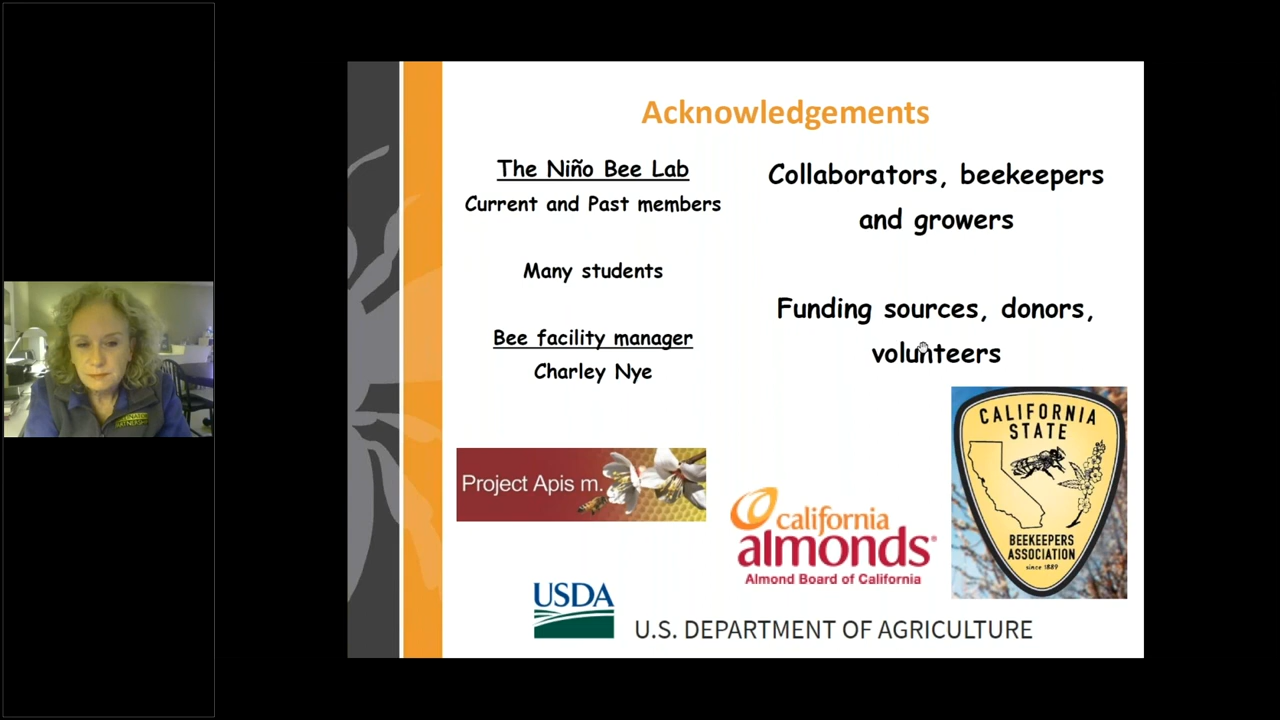 Acknowledgements
The Niño Bee Lab
Current and Past members
Many students
Bee facility manager
Charley Nye
Collaborators, beekeepers
and growers
Funding sources, donors,
volunteers
Project Apis m.
california
almonds®
Almond Board of California
CALIFORNIA
STATE
BEEKEEPERS
ASSOCIATION
since 1889
USDA
U.S. DEPARTMENT OF AGRICULTURE